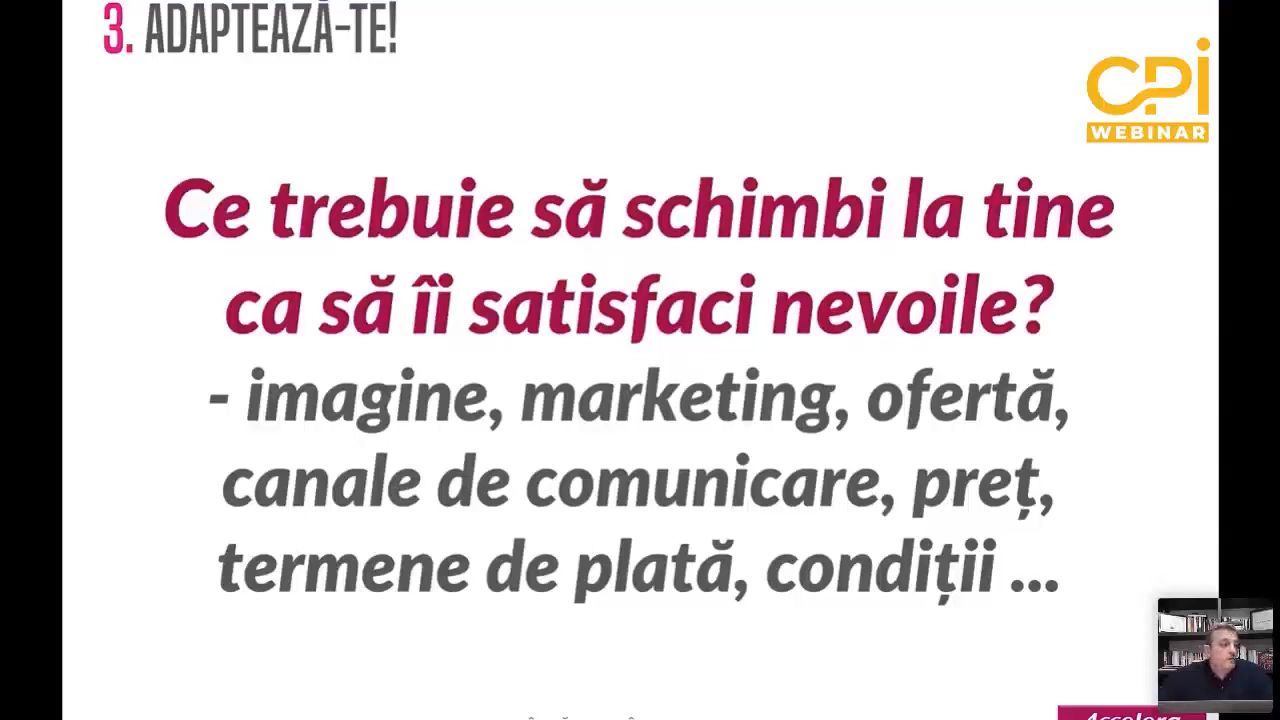 3. ADAPTEAZĂ-TE!
CPi
WEBINAR
Ce trebuie să schimbi la tine
ca să îi satisfaci nevoile?
- imagine, marketing, ofertă,
canale de comunicare, preț,
termene de plată, condiții ...